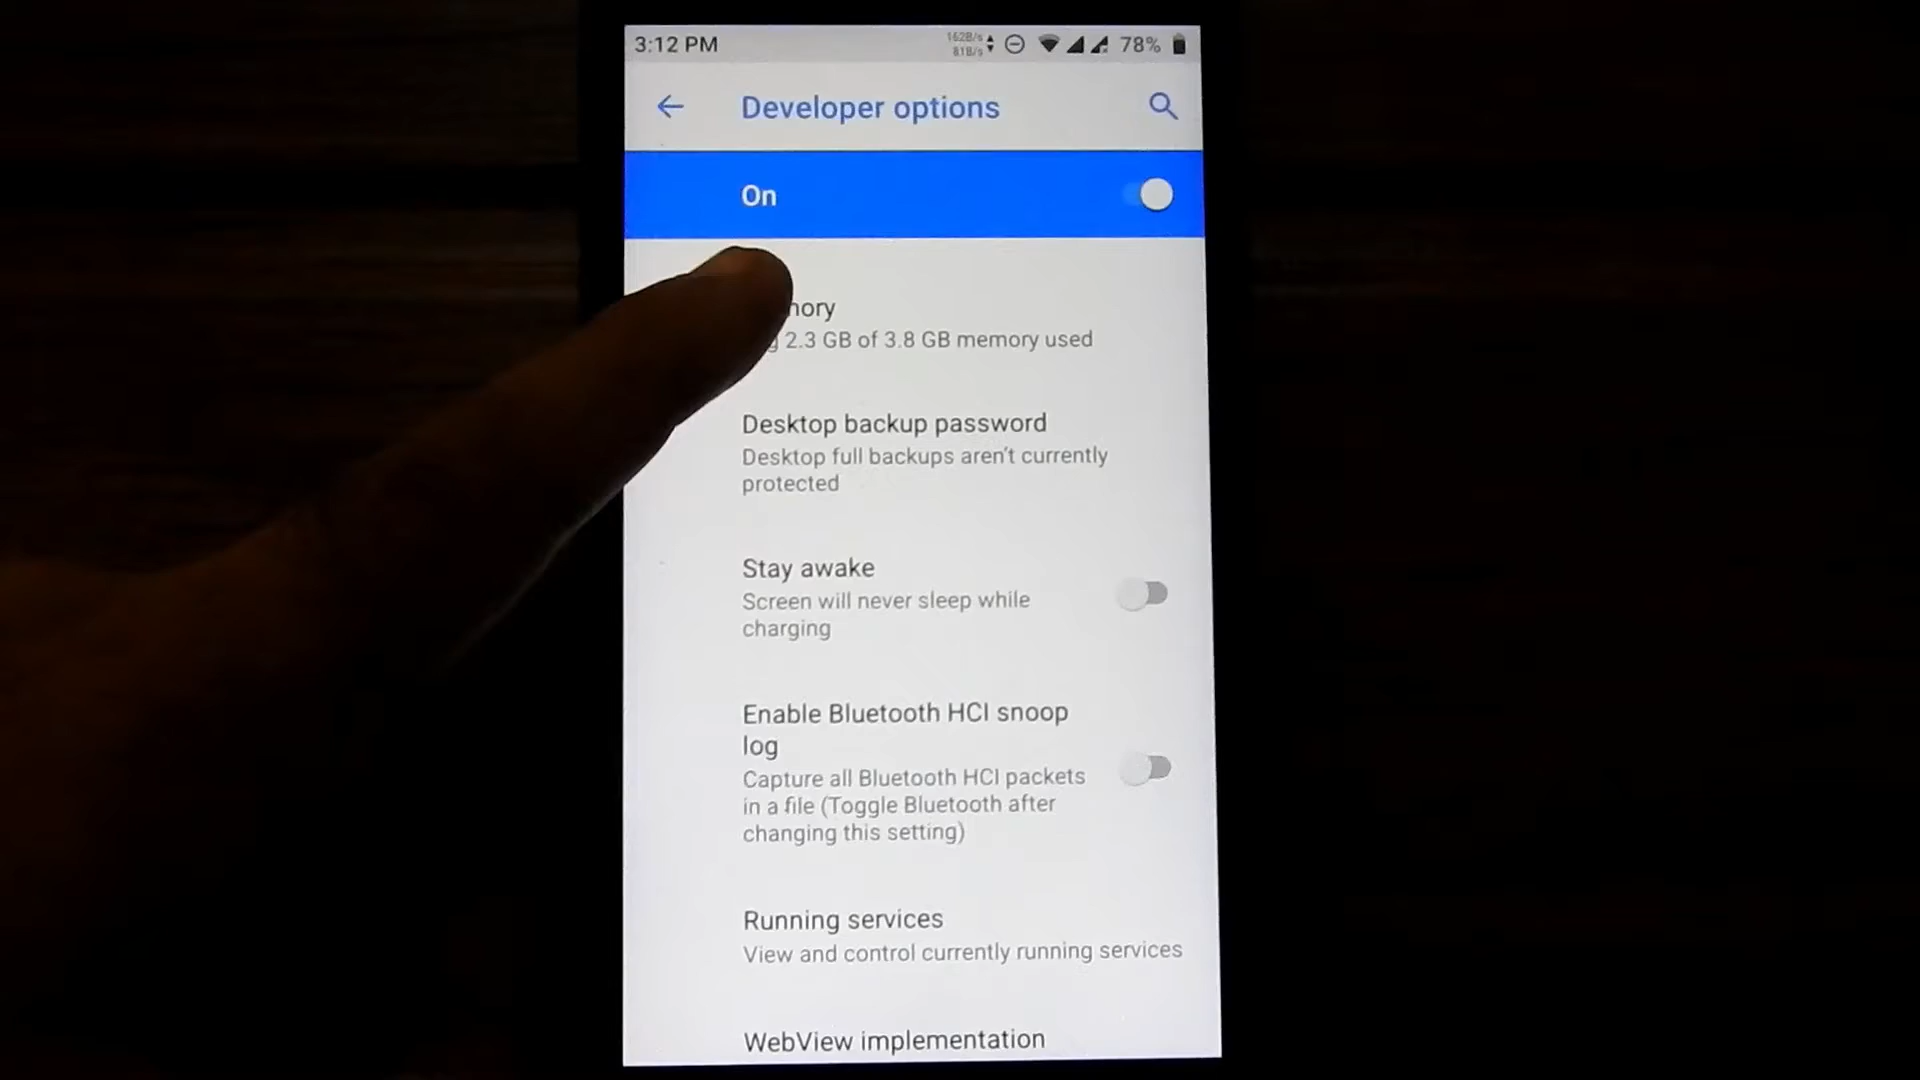 3:12 PM
162B/s
81B/s
78%
Developer options
On
2.3 GB of 3.8 GB memory used
Desktop backup password
Desktop full backups aren't currently
protected
Stay awake
Screen will never sleep while
charging
Enable Bluetooth HCI snoop
log
Capture all Bluetooth HCI packets
in a file (Toggle Bluetooth after
changing this setting)
Running services
View and control currently running services
WebView implementation